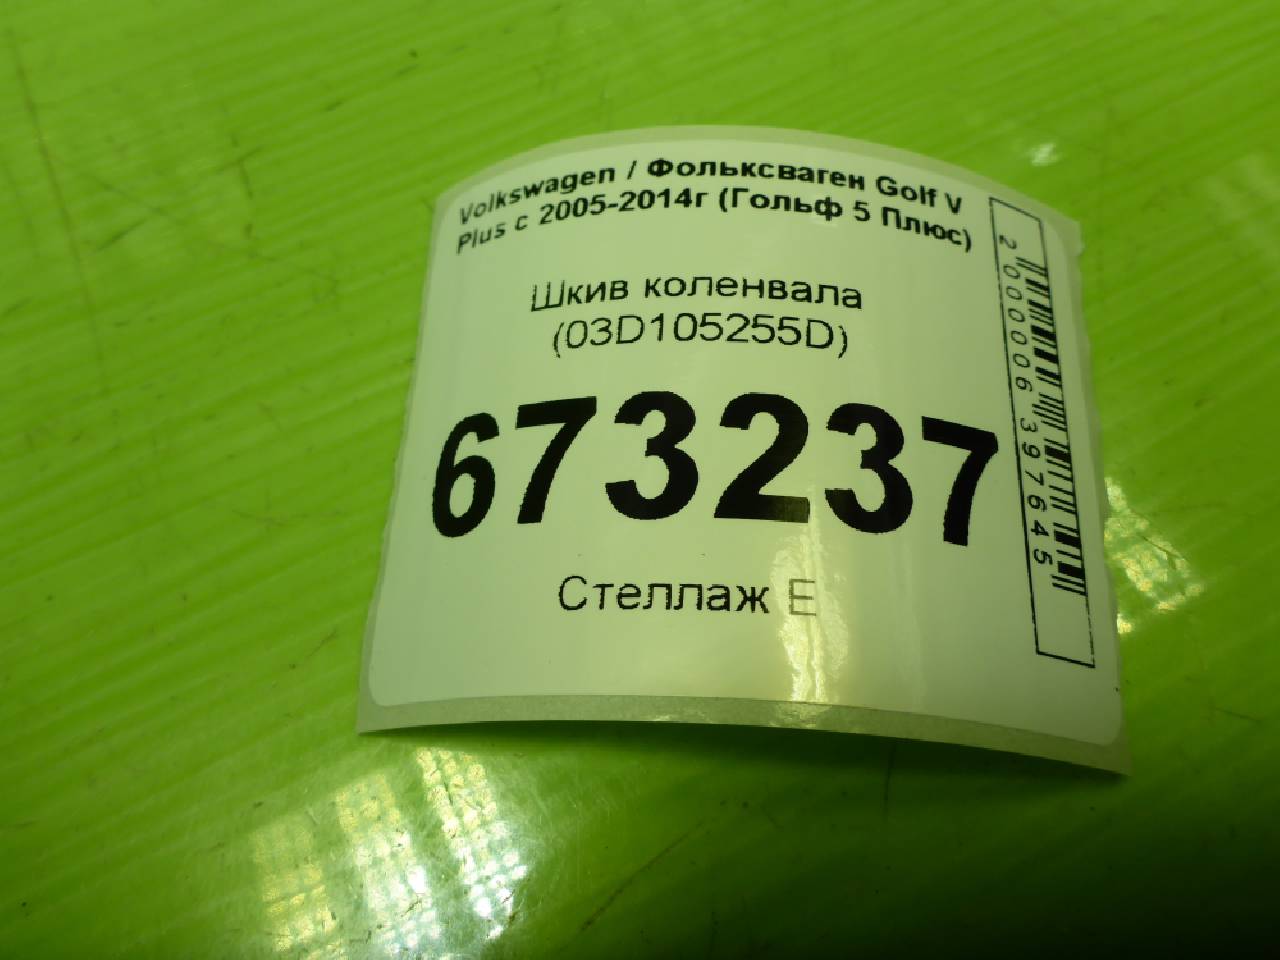 Volkswagen / Фольксваген Golf V
Plus с 2005-2014г (Гольф 5 Плюс)
Шкив коленвала
(03D105255D)
673237
Стеллаж E
2000006397645